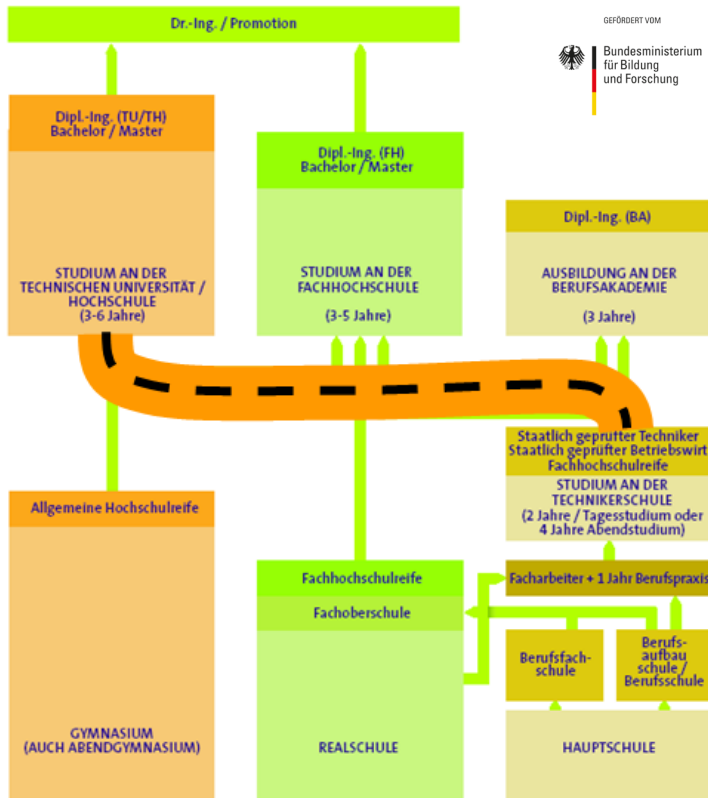 Dr.-Ing. / Promotion
GEFÖRDERT VOM
Bundesministerium
für Bildung
und Forschung
Dipl.-Ing. (TU/TH)
Bachelor / Master
STUDIUM AN DER
TECHNISCHEN UNIVERSITÄT /
HOCHSCHULE
(3-6 Jahre)
Dipl.-Ing. (FH)
Bachelor / Master
STUDIUM AN DER
FACHHOCHSCHULE
(3-5 Jahre)
Dipl.-Ing. (BA)
AUSBILDUNG AN DER
BERUFSAKADEMIE
(3 Jahre)
Staatlich geprüfter Techniker
Staatlich geprüfter Betriebswirt
Fachhochschulreife
STUDIUM AN DER
TECHNIKERSCHULE
(2 Jahre / Tagesstudium oder
4 Jahre Abendstudium)
Allgemeine Hochschulreife
GYMNASIUM
(AUCH ABENDGYMNASIUM)
Fachhochschulreife
Fachoberschule
REALSCHULE
Facharbeiter + 1 Jahr Berufspraxis
Berufsfach-
schule
Berufs-
aufbau
schule /
Berufsschule
HAUPTSCHULE